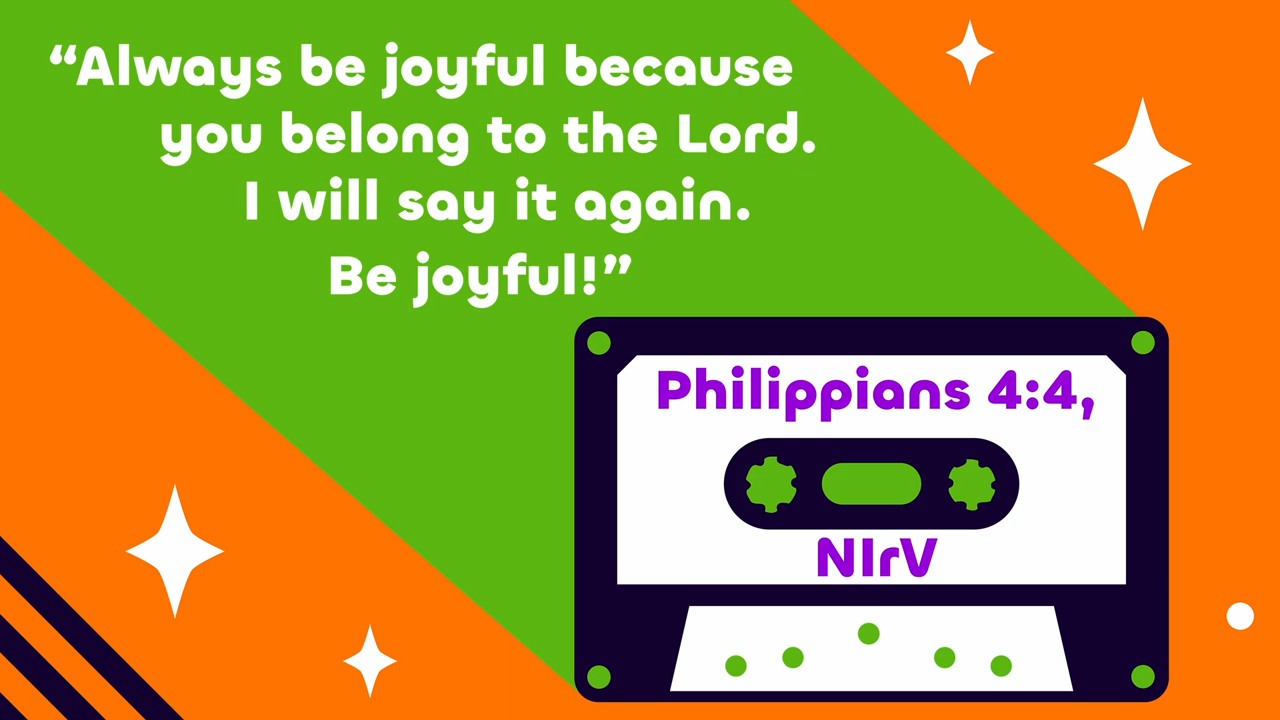 “Always be joyful because
you belong to the Lord.
I will say it again.
Be joyful!”
Philippians 4:4,
NIrV